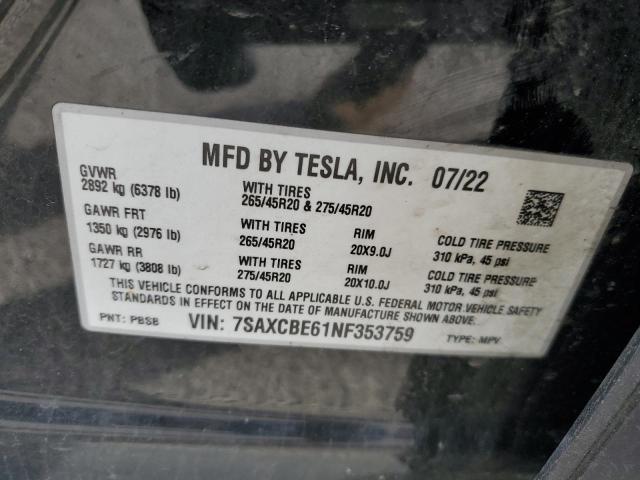 MFD BY TESLA, INC. 07/22
GVWR
2892 kg (6378 lb)
WITH TIRES
265/45R20 & 275/45R20
GAWR FRT
1350 kg (2976 lb)
WITH TIRES
265/45R20
RIM
20X9.0J
COLD TIRE PRESSURE
310 kPa, 45 psi
GAWR RR
1727 kg (3808 lb)
WITH TIRES
275/45R20
RIM
20X10.0J
COLD TIRE PRESSURE
310 kPa, 45 psi
THIS VEHICLE CONFORMS TO ALL APPLICABLE U.S. FEDERAL MOTOR VEHICLE SAFETY
STANDARDS IN EFFECT ON THE DATE OF MANUFACTURE SHOWN ABOVE.
PNT: PBSB VIN: 7SAXCBE61NF353759 TYPE: MPV